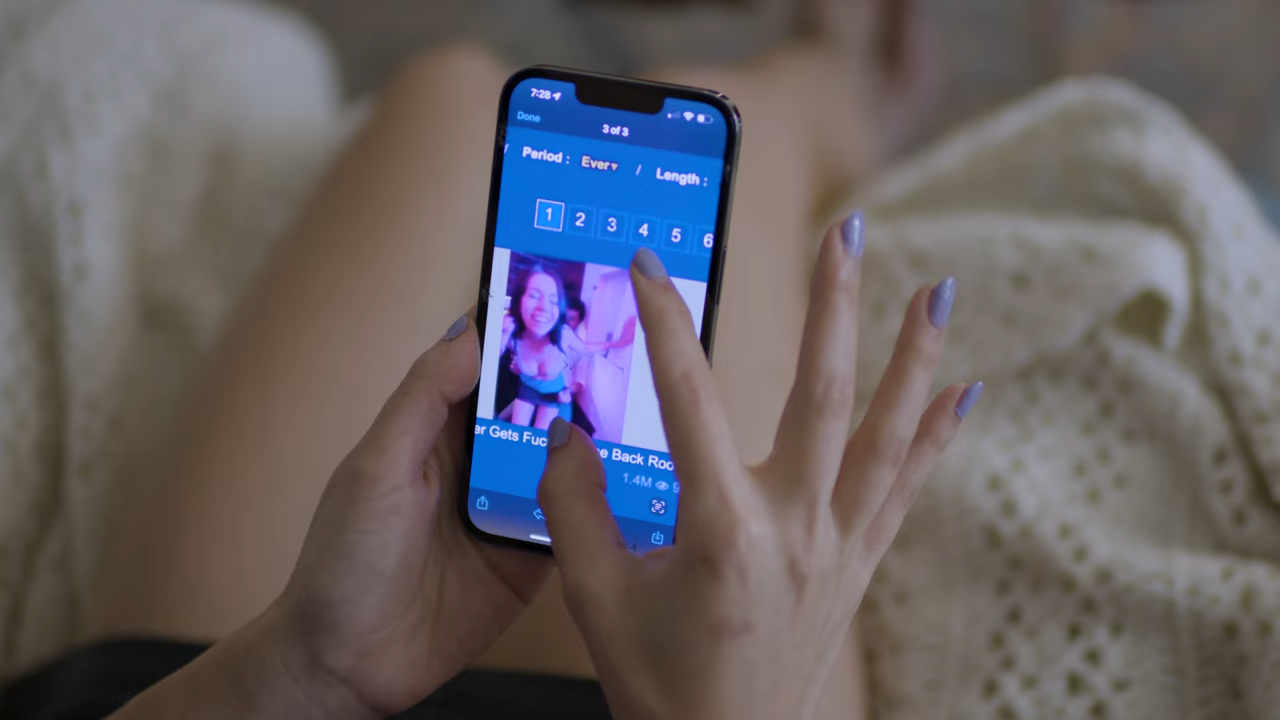 7:28
Done
3 of 3
/ Period : Ever▾ / Length :
1 2 3 4 5 6
er Gets Fuc
e Back Roo
1.4M